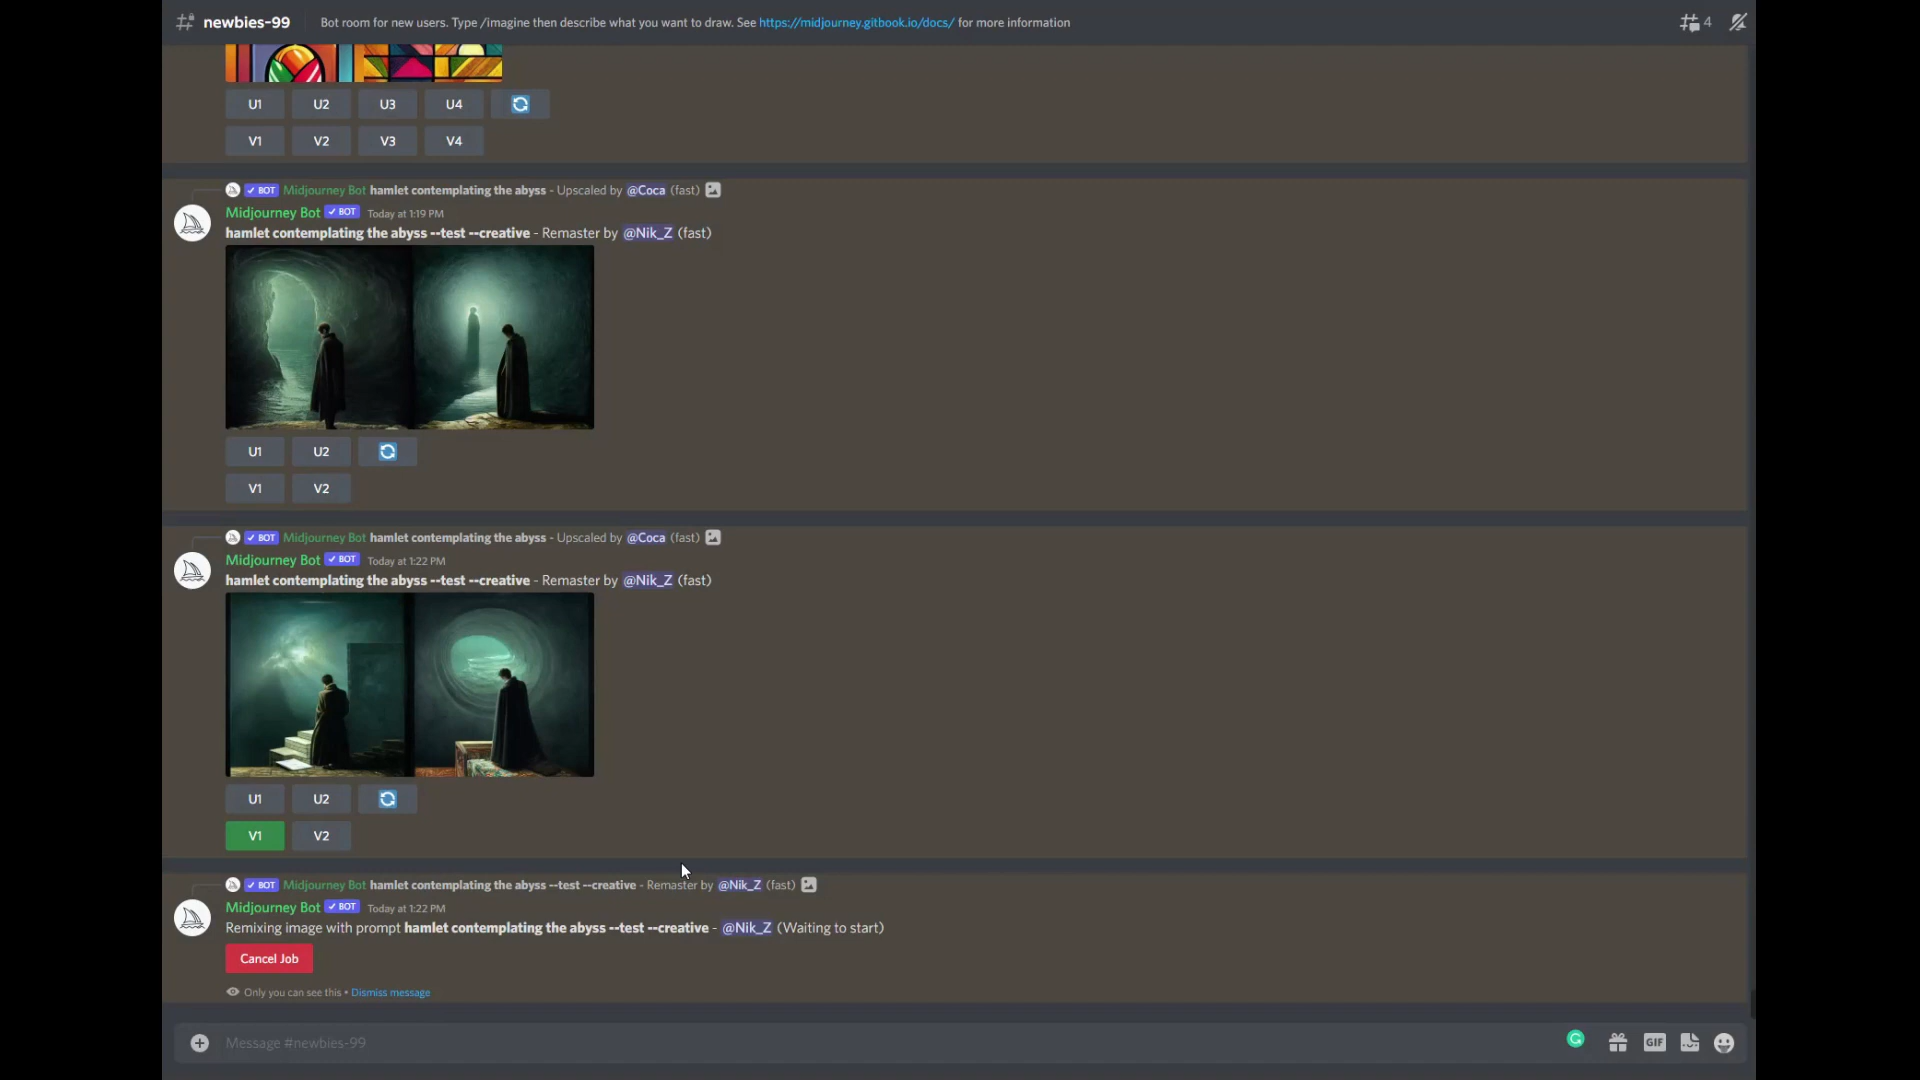 newbies-99 Bot room for new users. Type /imagine then describe what you want to draw. See https://midjourney.gitbook.io/docs/ for more information 4
U1 U2 U3 U4
V1 V2 V3 V4
BOT Midjourney Bot hamlet contemplating the abyss - Upscaled by @Coca (fast)
Midjourney Bot BOT Today at 1:19 PM
hamlet contemplating the abyss --test --creative - Remaster by @Nik_Z (fast)
U1 U2
V1 V2
BOT Midjourney Bot hamlet contemplating the abyss - Upscaled by @Coca (fast)
Midjourney Bot BOT Today at 1:22 PM
hamlet contemplating the abyss --test --creative - Remaster by @Nik_Z (fast)
U1 U2
V1 V2
BOT Midjourney Bot hamlet contemplating the abyss --test --creative - Remaster by @Nik_Z (fast)
Midjourney Bot BOT Today at 1:22 PM
Remixing image with prompt hamlet contemplating the abyss --test --creative - @Nik_Z (Waiting to start)
Cancel Job
Only you can see this • Dismiss message
Message #newbies-99 GIF